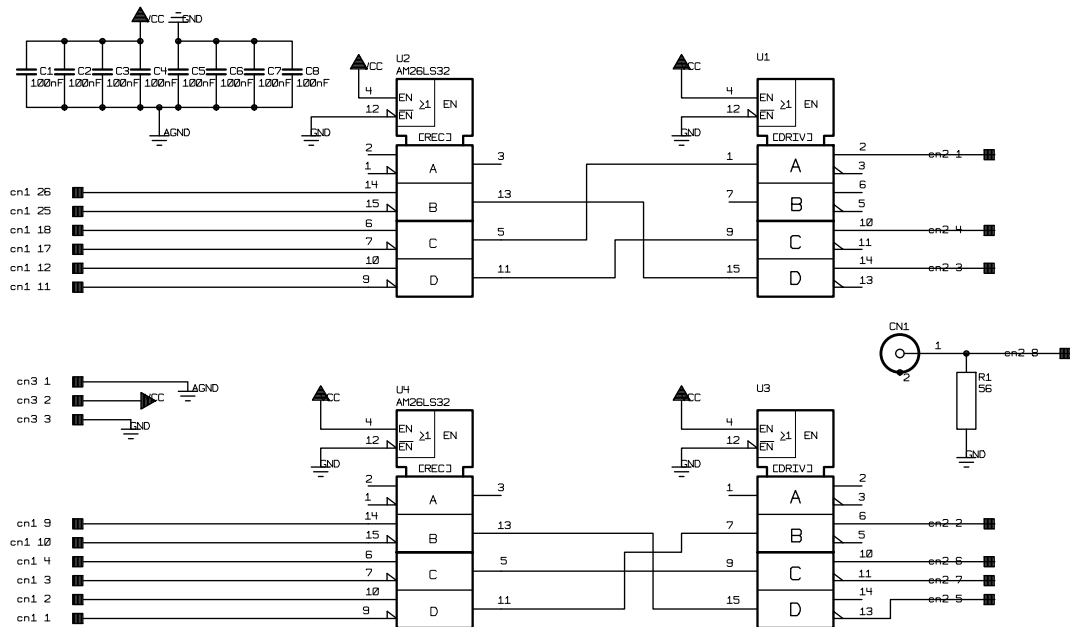 VCC GND
C1 C2 C3 C4 C5 C6 C7 C8
100nF 100nF 100nF 100nF 100nF 100nF 100nF 100nF
AGND
U2
AM26LS32
VCC
4 EN ≥1 EN
12 EN
GND
[REC]
2 A 3
1
cn1 26 14 B 13
cn1 25 15
cn1 18 6 C 5
cn1 17 7
cn1 12 10 D 11
cn1 11 9
U1
VCC
4 EN ≥1 EN
12 EN
GND
[DRIV]
1 A 2 cn2 1
3
7 B 6
5
9 C 10 cn2 4
11
15 D 14 cn2 3
13
CN1
1 cn2 8
2
R1
56
GND
cn3 1 AGND
cn3 2 VCC
cn3 3 GND
U4
AM26LS32
VCC
4 EN ≥1 EN
12 EN
GND
[REC]
2 A 3
1
cn1 9 14 B 13
cn1 10 15
cn1 4 6 C 5
cn1 3 7
cn1 2 10 D 11
cn1 1 9
U3
VCC
4 EN ≥1 EN
12 EN
GND
[DRIV]
1 A 2
3
7 B 6 cn2 2
5
9 C 10 cn2 6
11 cn2 7
15 D 14 cn2 5
13